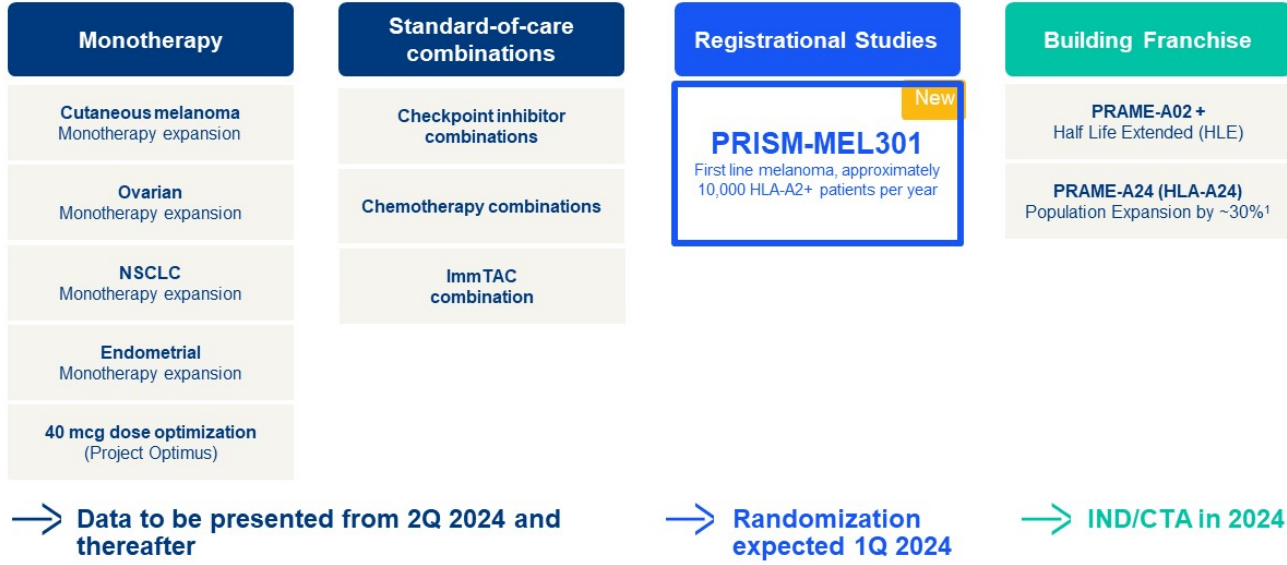 Monotherapy
Cutaneous melanoma
Monotherapy expansion
Ovarian
Monotherapy expansion
NSCLC
Monotherapy expansion
Endometrial
Monotherapy expansion
40 mcg dose optimization
(Project Optimus)
Standard-of-care
combinations
Checkpoint inhibitor
combinations
Chemotherapy combinations
ImmTAC
combination
Data to be presented from 2Q 2024 and
thereafter
Registrational Studies
New
PRISM-MEL301
First line melanoma, approximately
10,000 HLA-A2+ patients per year
Randomization
expected 1Q 2024
Building Franchise
PRAME-A02 +
Half Life Extended (HLE)
PRAME-A24 (HLA-A24)
Population Expansion by ~30%¹
IND/CTA in 2024